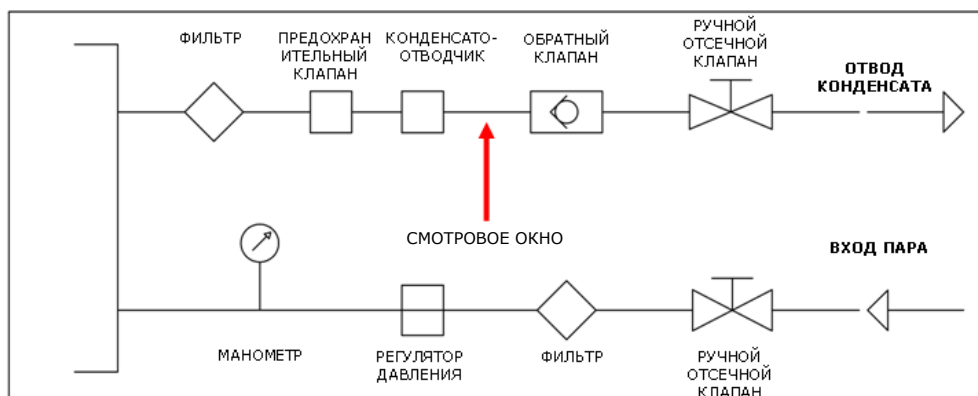 ФИЛЬТР
ПРЕДОХРАН
ИТЕЛЬНЫЙ
КЛАПАН
КОНДЕНСАТО-
ОТВОДЧИК
ОБРАТНЫЙ
КЛАПАН
РУЧНОЙ
ОТСЕЧНОЙ
КЛАПАН
ОТВОД
КОНДЕНСАТА
СМОТРОВОЕ ОКНО
ВХОД ПАРА
МАНОМЕТР
РЕГУЛЯТОР
ДАВЛЕНИЯ
ФИЛЬТР
РУЧНОЙ
ОТСЕЧНОЙ
КЛАПАН